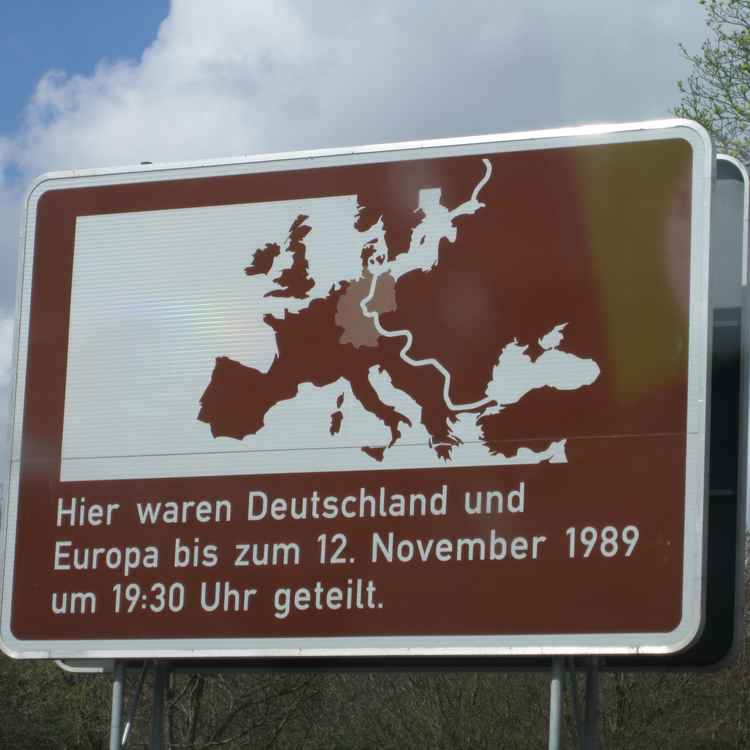 Hier waren Deutschland und
Europa bis zum 12. November 1989
um 19:30 Uhr geteilt.